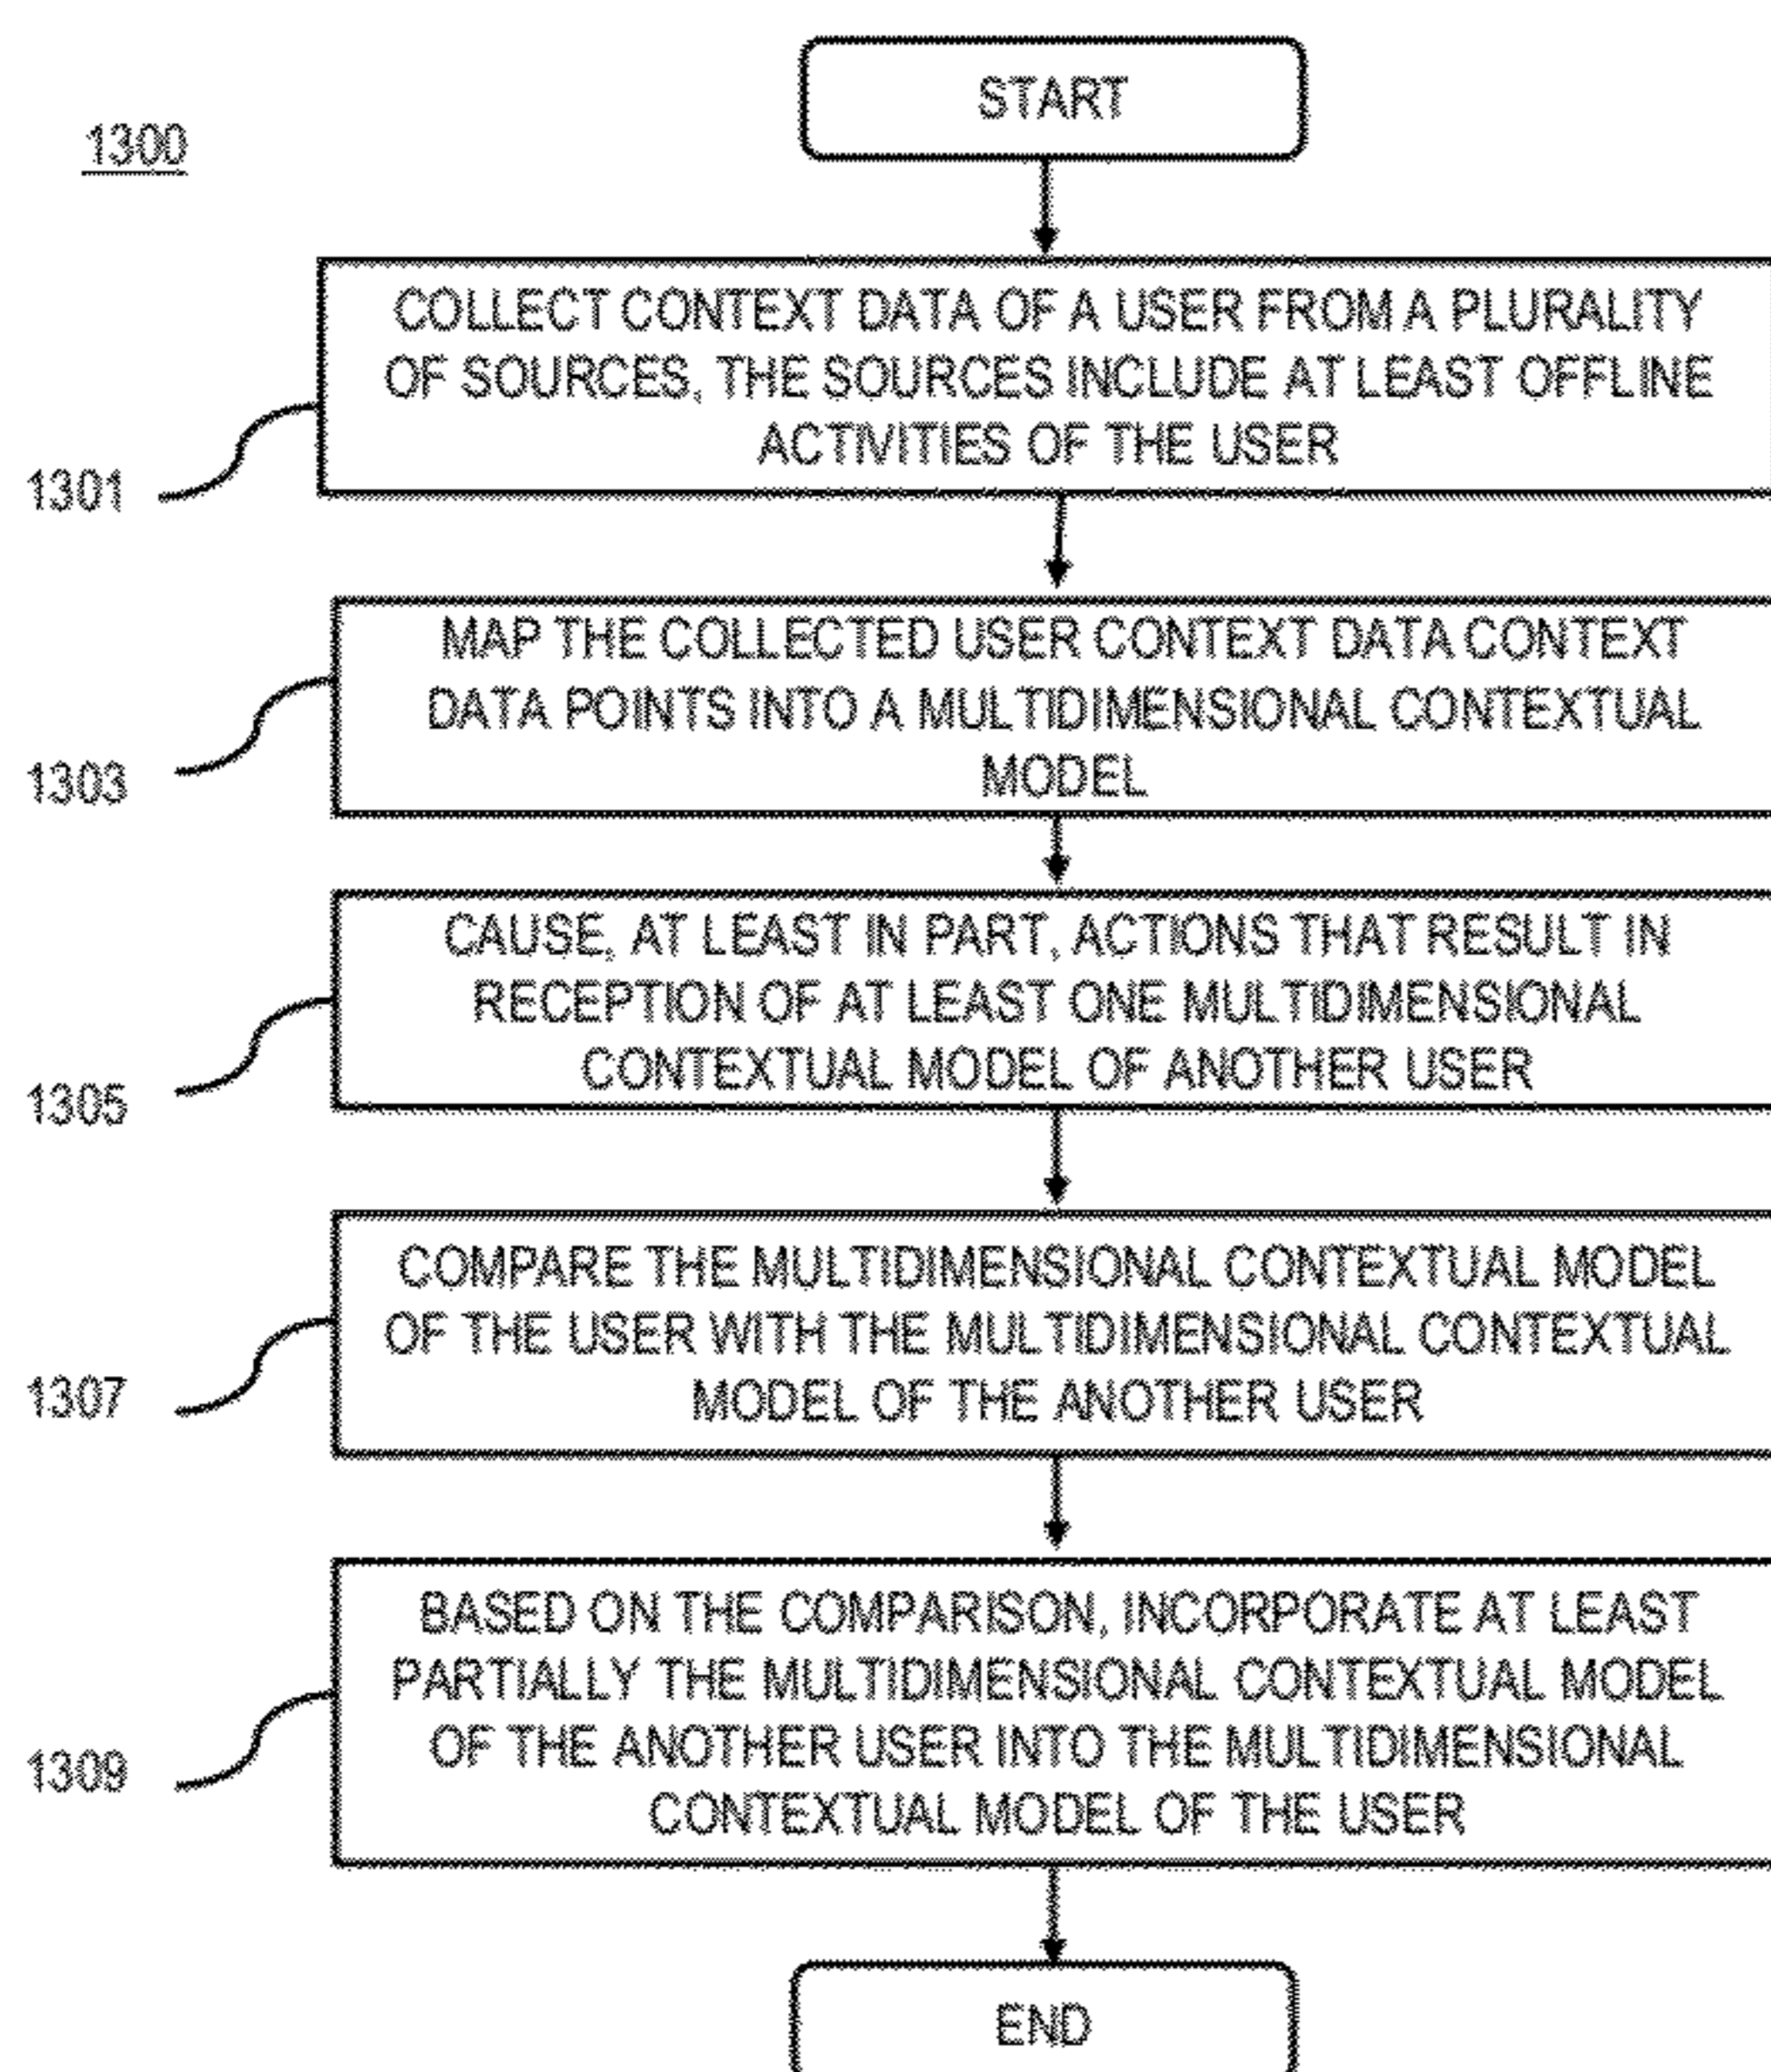 START
1300
COLLECT CONTEXT DATA OF A USER FROM A PLURALITY
OF SOURCES, THE SOURCES INCLUDE AT LEAST OFFLINE
ACTIVITIES OF THE USER
1301
MAP THE COLLECTED USER CONTEXT DATA CONTEXT
DATA POINTS INTO A MULTIDIMENSIONAL CONTEXTUAL
MODEL
1303
CAUSE, AT LEAST IN PART, ACTIONS THAT RESULT IN
RECEPTION OF AT LEAST ONE MULTIDIMENSIONAL
CONTEXTUAL MODEL OF ANOTHER USER
1305
COMPARE THE MULTIDIMENSIONAL CONTEXTUAL MODEL
OF THE USER WITH THE MULTIDIMENSIONAL CONTEXTUAL
MODEL OF THE ANOTHER USER
1307
BASED ON THE COMPARISON, INCORPORATE AT LEAST
PARTIALLY THE MULTIDIMENSIONAL CONTEXTUAL MODEL
OF THE ANOTHER USER INTO THE MULTIDIMENSIONAL
CONTEXTUAL MODEL OF THE USER
1309
END